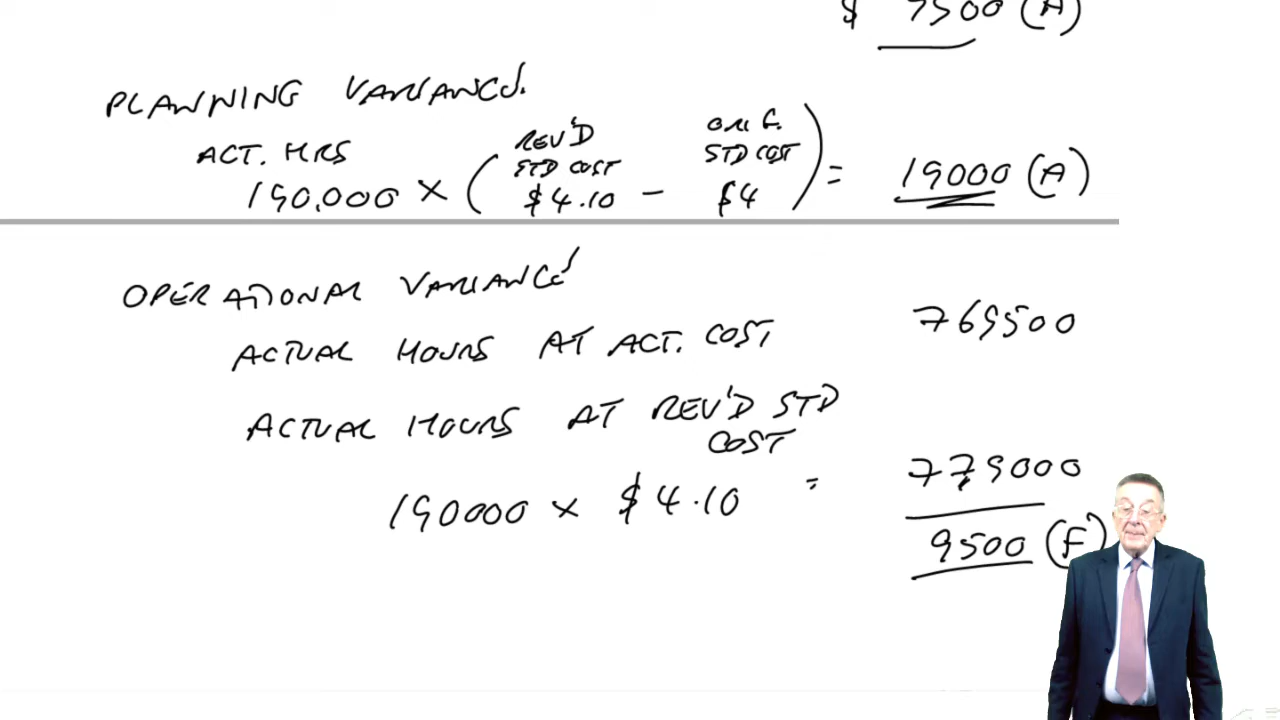 $ 9500 (A)
PLANNING VARIANCE.
ACT. HRS REV'D STD COST ORIG. STD COST
190,000 × ( $4.10 − $4 ) = 19000 (A)
OPERATIONAL VARIANCE
ACTUAL HOURS AT ACT. COST 769500
ACTUAL HOURS AT REV'D STD
COST
190000 × $4.10 = 779000
9500 (F)